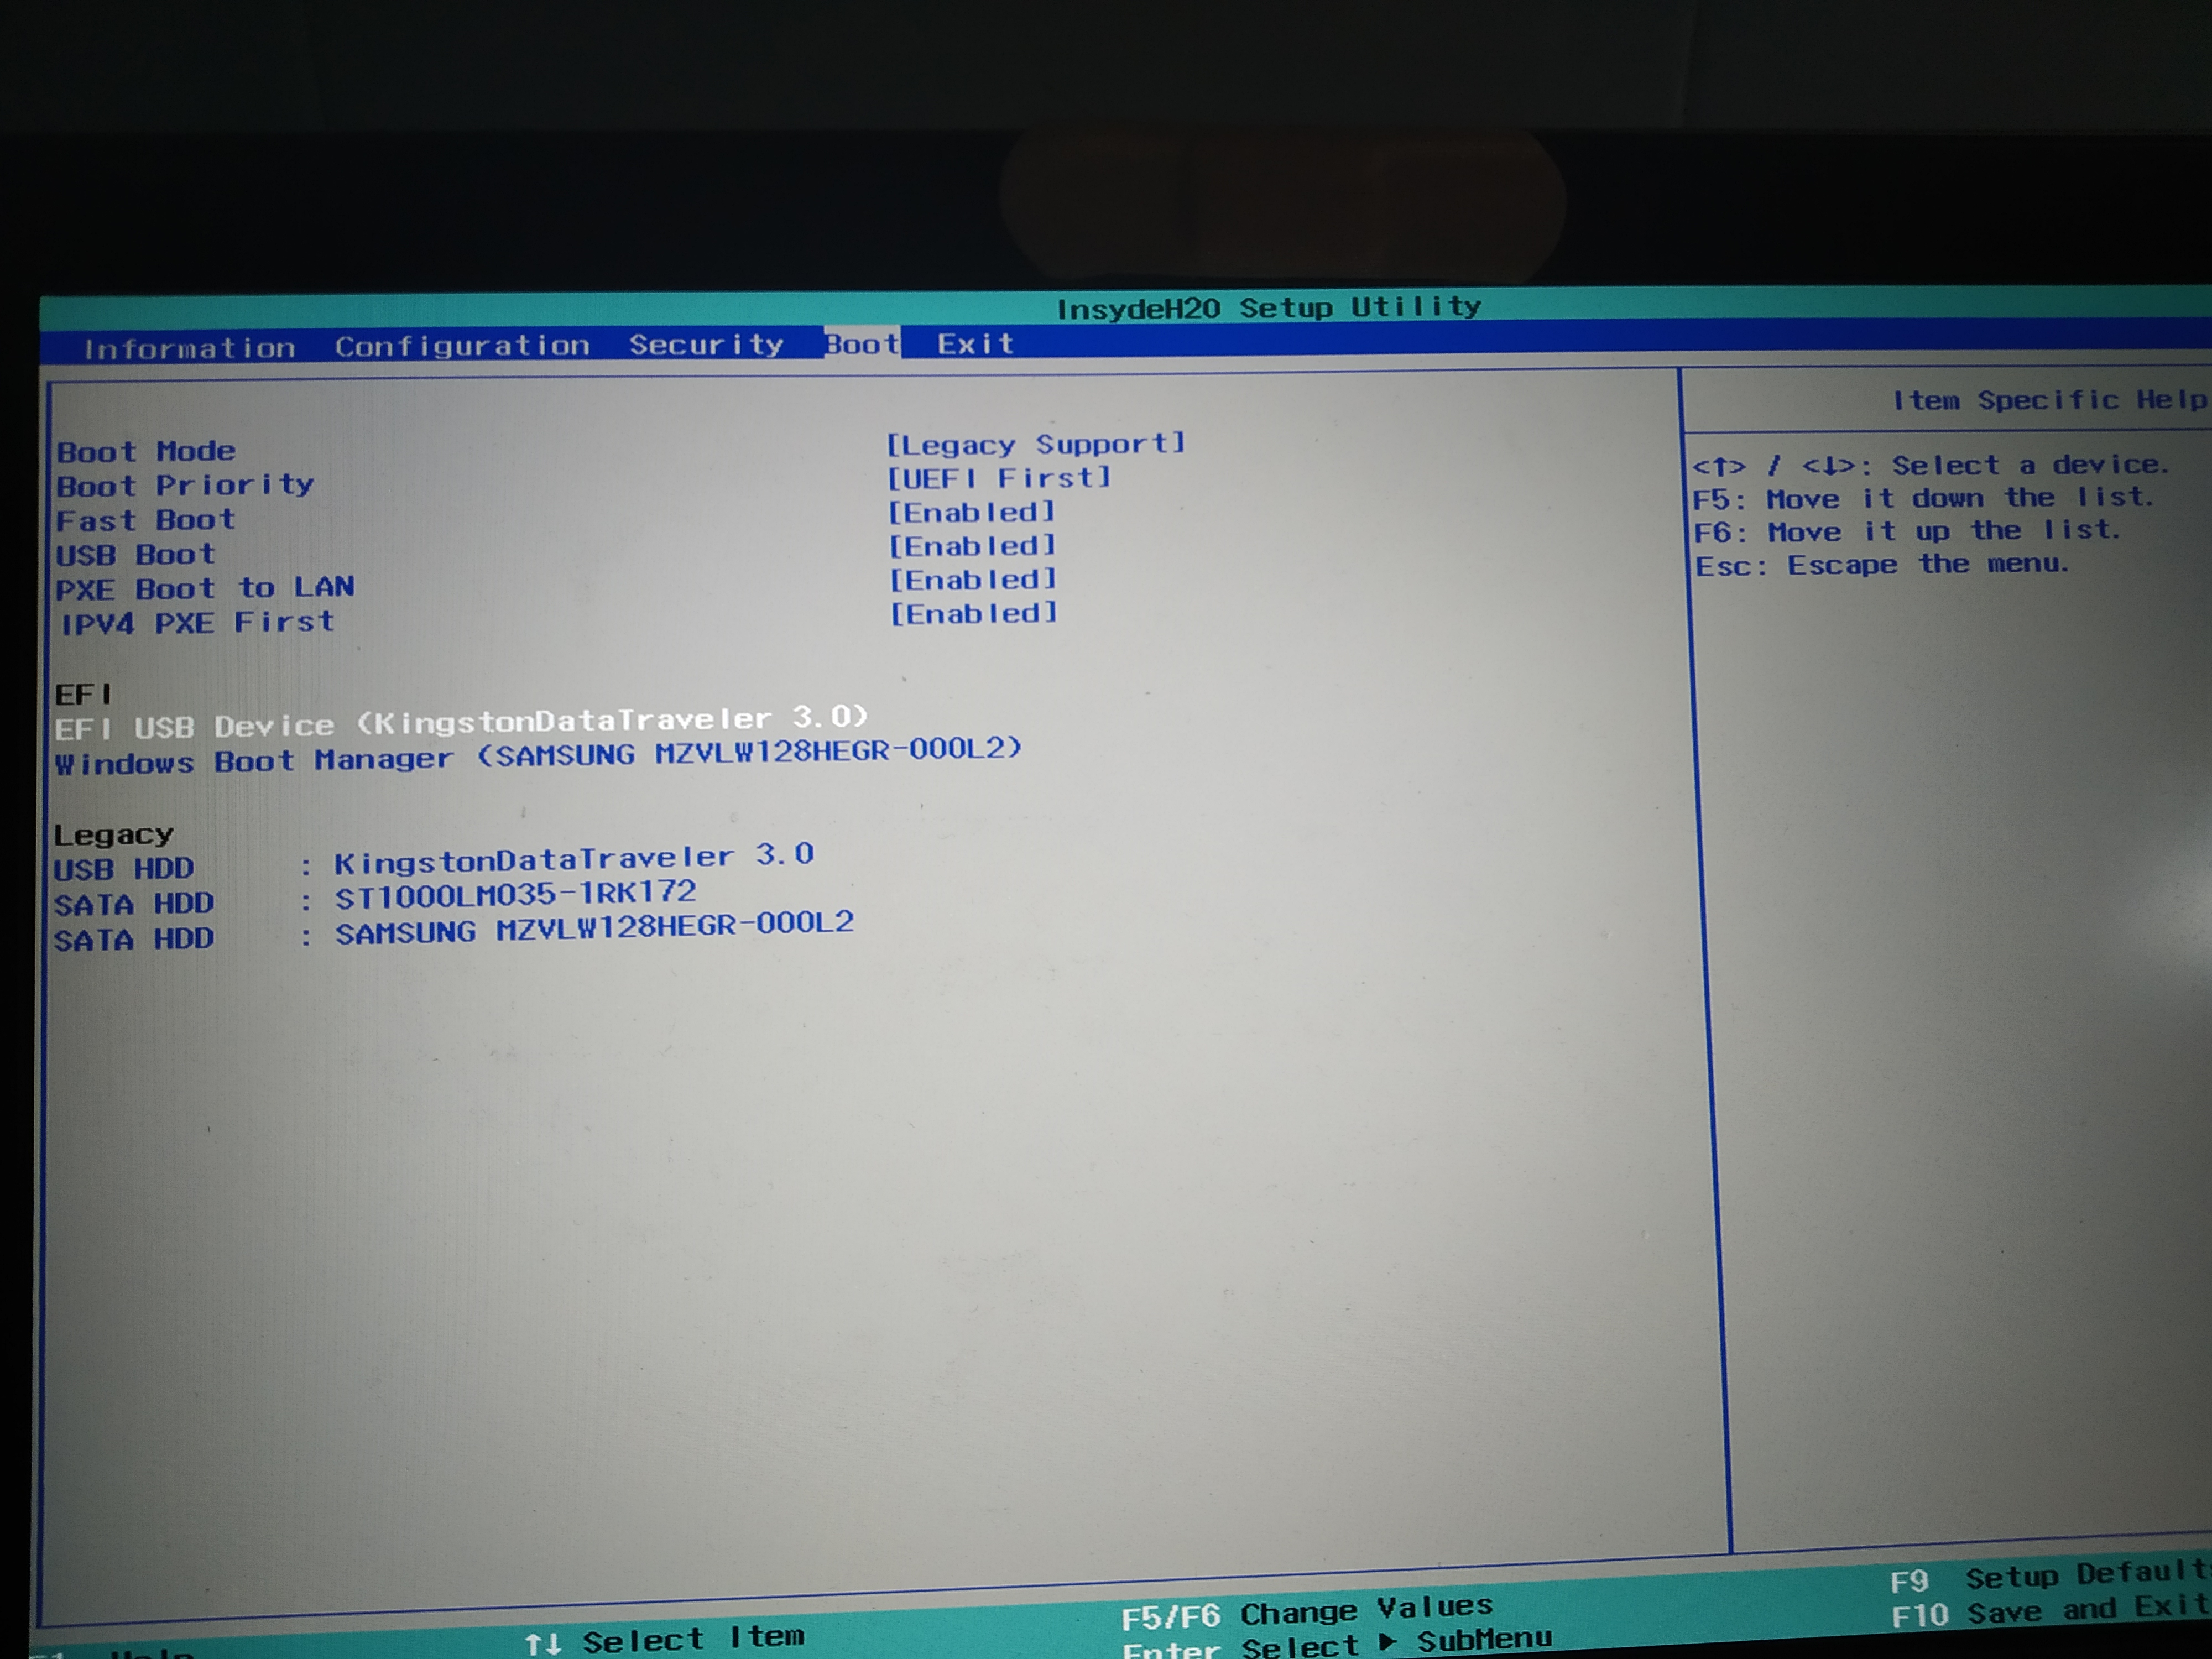 InsydeH20 Setup Utility
Information Configuration Security Boot Exit
Item Specific Help
Boot Mode [Legacy Support]
Boot Priority [UEFI First]
Fast Boot [Enabled]
USB Boot [Enabled]
PXE Boot to LAN [Enabled]
IPV4 PXE First [Enabled]
<↑> / <↓>: Select a device.
F5: Move it down the list.
F6: Move it up the list.
Esc: Escape the menu.
EFI
EFI USB Device (KingstonDataTraveler 3.0)
Windows Boot Manager (SAMSUNG MZVLW128HEGR-000L2)
Legacy
USB HDD : KingstonDataTraveler 3.0
SATA HDD : ST1000LM035-1RK172
SATA HDD : SAMSUNG MZVLW128HEGR-000L2
↑↓ Select Item
F5/F6 Change Values
Enter Select ▶ SubMenu
F9 Setup Default
F10 Save and Exit